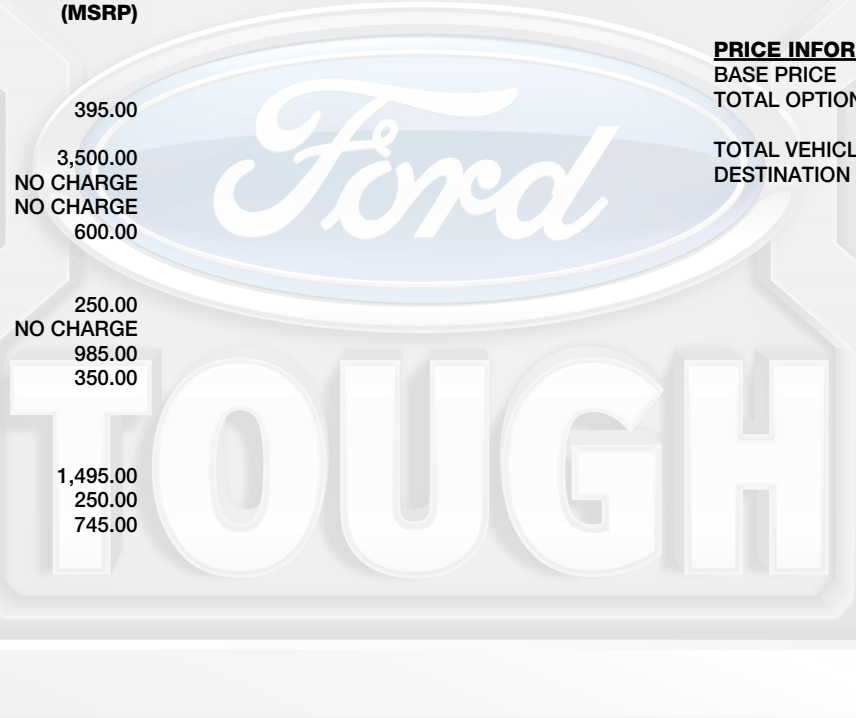 (MSRP)
395.00
3,500.00
NO CHARGE
NO CHARGE
600.00
250.00
NO CHARGE
985.00
350.00
1,495.00
250.00
745.00
PRICE INFOR
BASE PRICE
TOTAL OPTION
TOTAL VEHICL
DESTINATION
Ford
TOUGH